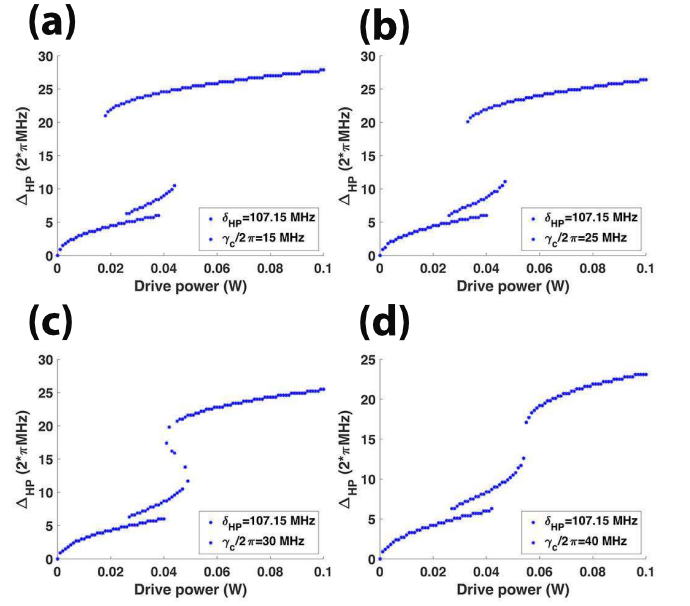 (a)
30
25
20
15
10
5
0
Δ_HP (2*πMHz)
0 0.02 0.04 0.06 0.08 0.1
Drive power (W)
δ_HP=107.15 MHz
γ_c/2π=15 MHz
(b)
30
25
20
15
10
5
0
Δ_HP (2*πMHz)
0 0.02 0.04 0.06 0.08 0.1
Drive power (W)
δ_HP=107.15 MHz
γ_c/2π=25 MHz
(c)
30
25
20
15
10
5
0
Δ_HP (2*πMHz)
0 0.02 0.04 0.06 0.08 0.1
Drive power (W)
δ_HP=107.15 MHz
γ_c/2π=30 MHz
(d)
25
20
15
10
5
0
Δ_HP (2*πMHz)
0 0.02 0.04 0.06 0.08 0.1
Drive power (W)
δ_HP=107.15 MHz
γ_c/2π=40 MHz